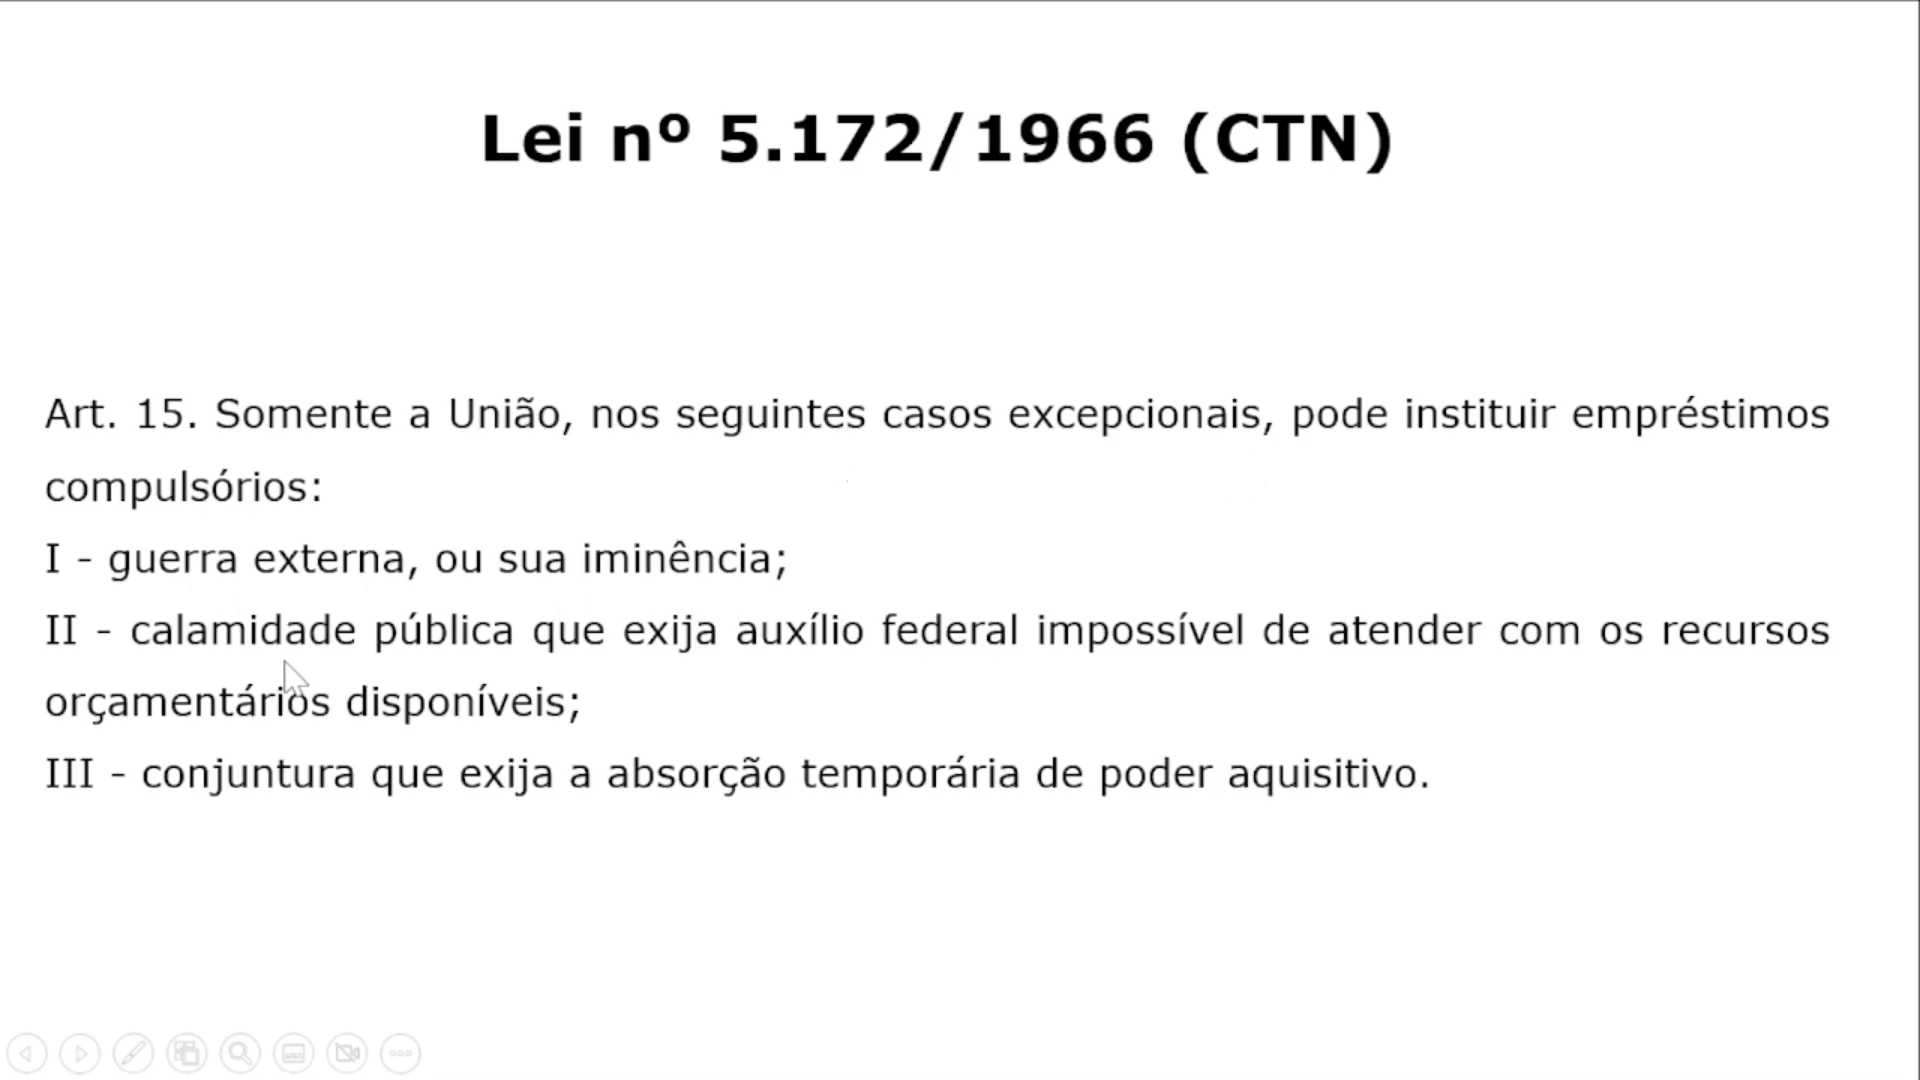 Lei nº 5.172/1966 (CTN)
Art. 15. Somente a União, nos seguintes casos excepcionais, pode instituir empréstimos
compulsórios:
I - guerra externa, ou sua iminência;
II - calamidade pública que exija auxílio federal impossível de atender com os recursos
orçamentários disponíveis;
III - conjuntura que exija a absorção temporária de poder aquisitivo.